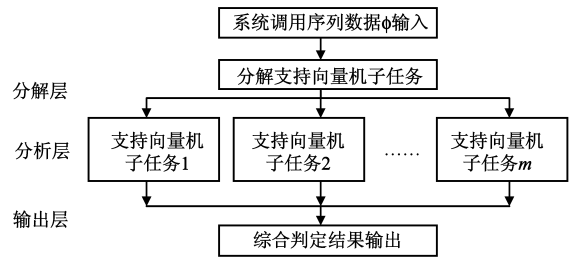 系统调用序列数据ϕ输入
分解支持向量机子任务
分解层
分析层
支持向量机
子任务1
支持向量机
子任务2
……
支持向量机
子任务m
输出层
综合判定结果输出